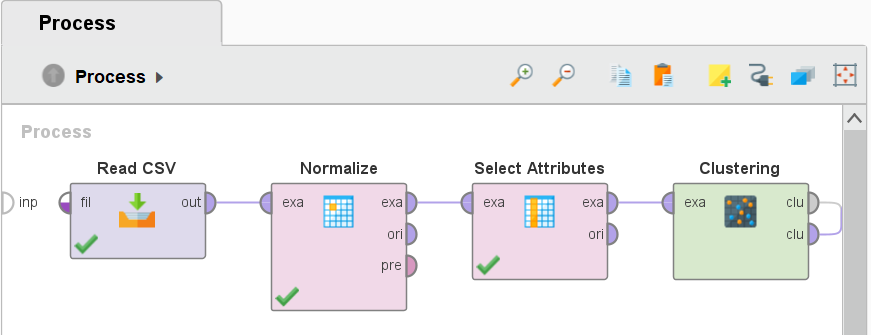 Process
Process
Process
Read CSV Normalize Select Attributes Clustering
inp fil out exa exa exa exa exa clu
ori ori clu
pre